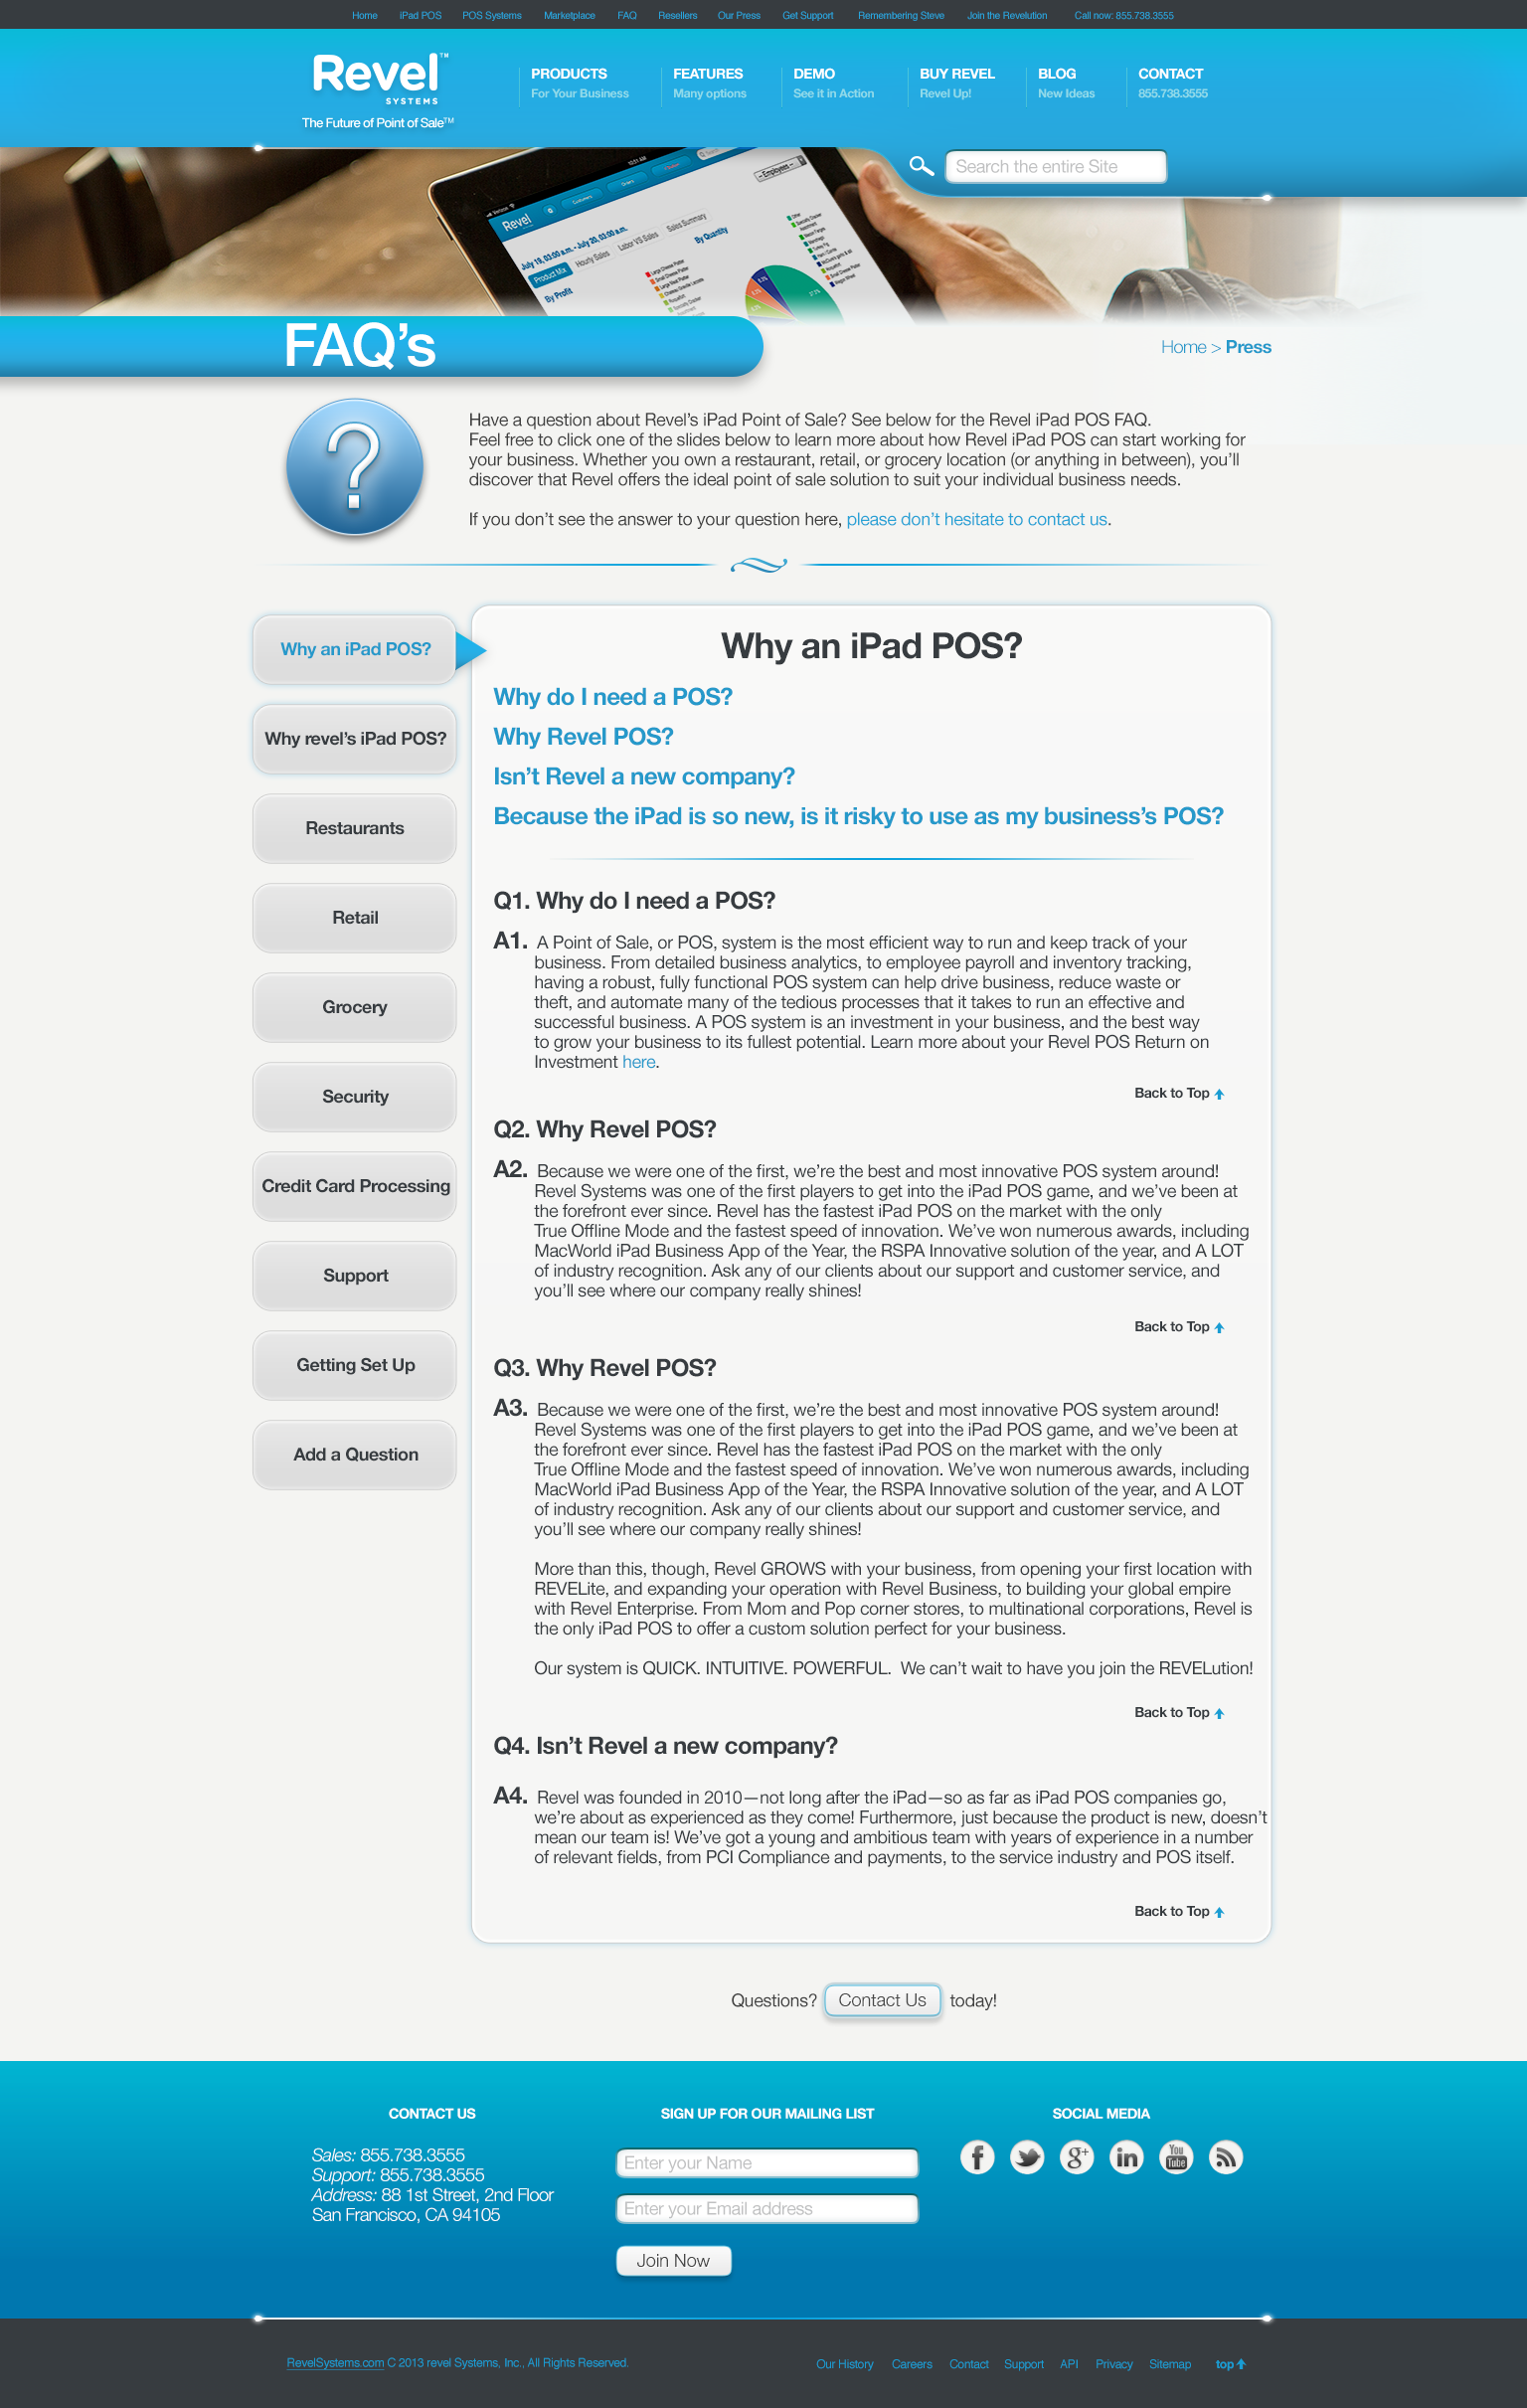 Home iPad POS POS Systems Marketplace FAQ Resellers Our Press Get Support Remembering Steve Join the Revelution Call now: 855.738.3555
Revel™
SYSTEMS
The Future of Point of Sale™
PRODUCTS FEATURES DEMO BUY REVEL BLOG CONTACT
For Your Business Many options See it in Action Revel Up! New Ideas 855.738.3555
Search the entire Site
Revel
Customers
Orders
Employees
July 19, 03:00 a.m. - July 20, 03:00 a.m.
Product Mix Hourly Sales Labor VS Sales Sales Summary
By Profit
By Quantity
FAQ's
Home > Press
Have a question about Revel's iPad Point of Sale? See below for the Revel iPad POS FAQ.
Feel free to click one of the slides below to learn more about how Revel iPad POS can start working for
your business. Whether you own a restaurant, retail, or grocery location (or anything in between), you'll
discover that Revel offers the ideal point of sale solution to suit your individual business needs.
If you don't see the answer to your question here, please don't hesitate to contact us.
Why an iPad POS?
Why revel's iPad POS?
Restaurants
Retail
Grocery
Security
Credit Card Processing
Support
Getting Set Up
Add a Question
Why an iPad POS?
Why do I need a POS?
Why Revel POS?
Isn't Revel a new company?
Because the iPad is so new, is it risky to use as my business's POS?
Q1. Why do I need a POS?
A1. A Point of Sale, or POS, system is the most efficient way to run and keep track of your
business. From detailed business analytics, to employee payroll and inventory tracking,
having a robust, fully functional POS system can help drive business, reduce waste or
theft, and automate many of the tedious processes that it takes to run an effective and
successful business. A POS system is an investment in your business, and the best way
to grow your business to its fullest potential. Learn more about your Revel POS Return on
Investment here.
Back to Top
Q2. Why Revel POS?
A2. Because we were one of the first, we're the best and most innovative POS system around!
Revel Systems was one of the first players to get into the iPad POS game, and we've been at
the forefront ever since. Revel has the fastest iPad POS on the market with the only
True Offline Mode and the fastest speed of innovation. We've won numerous awards, including
MacWorld iPad Business App of the Year, the RSPA Innovative solution of the year, and A LOT
of industry recognition. Ask any of our clients about our support and customer service, and
you'll see where our company really shines!
Back to Top
Q3. Why Revel POS?
A3. Because we were one of the first, we're the best and most innovative POS system around!
Revel Systems was one of the first players to get into the iPad POS game, and we've been at
the forefront ever since. Revel has the fastest iPad POS on the market with the only
True Offline Mode and the fastest speed of innovation. We've won numerous awards, including
MacWorld iPad Business App of the Year, the RSPA Innovative solution of the year, and A LOT
of industry recognition. Ask any of our clients about our support and customer service, and
you'll see where our company really shines!
More than this, though, Revel GROWS with your business, from opening your first location with
REVELite, and expanding your operation with Revel Business, to building your global empire
with Revel Enterprise. From Mom and Pop corner stores, to multinational corporations, Revel is
the only iPad POS to offer a custom solution perfect for your business.
Our system is QUICK. INTUITIVE. POWERFUL. We can't wait to have you join the REVELution!
Back to Top
Q4. Isn't Revel a new company?
A4. Revel was founded in 2010—not long after the iPad—so as far as iPad POS companies go,
we're about as experienced as they come! Furthermore, just because the product is new, doesn't
mean our team is! We've got a young and ambitious team with years of experience in a number
of relevant fields, from PCI Compliance and payments, to the service industry and POS itself.
Back to Top
Questions? Contact Us today!
CONTACT US
Sales: 855.738.3555
Support: 855.738.3555
Address: 88 1st Street, 2nd Floor
San Francisco, CA 94105
SIGN UP FOR OUR MAILING LIST
Enter your Name
Enter your Email address
Join Now
SOCIAL MEDIA
f g+ in You Tube
RevelSystems.com C 2013 revel Systems, Inc., All Rights Reserved.
Our History Careers Contact Support API Privacy Sitemap top